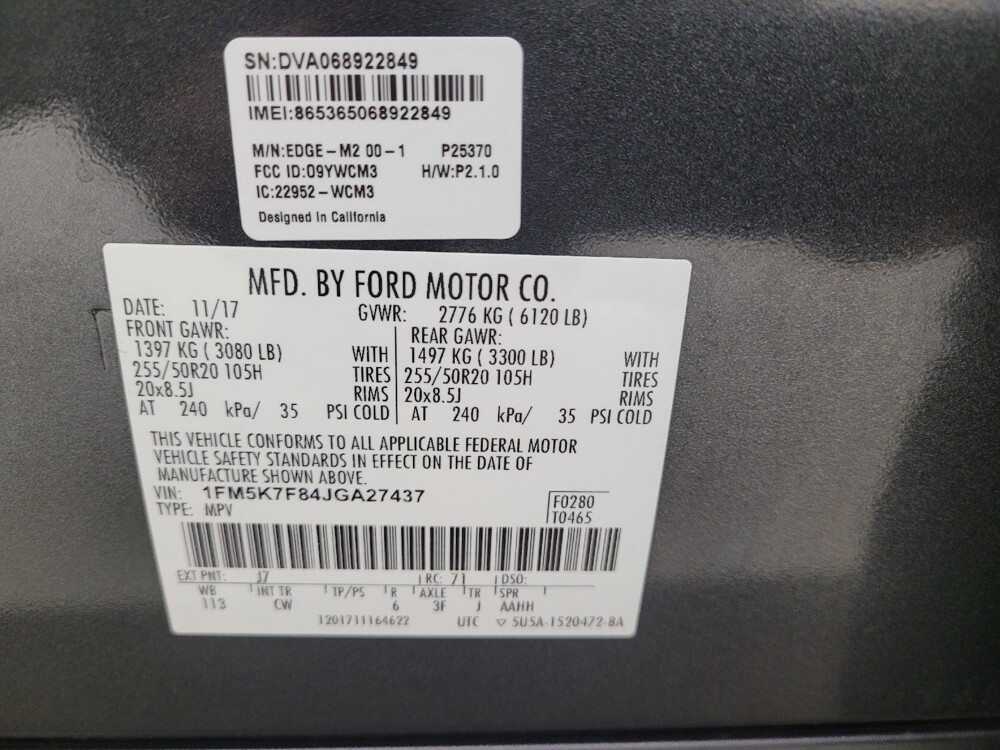 SN:DVA068922849
IMEI:865365068922849
M/N:EDGE-M2 00-1 P25370
FCC ID:09YWCM3 H/W:P2.1.0
IC:22952-WCM3
Designed in California
MFD. BY FORD MOTOR CO.
DATE: 11/17 GVWR: 2776 KG ( 6120 LB)
FRONT GAWR: REAR GAWR:
1397 KG ( 3080 LB) WITH 1497 KG ( 3300 LB) WITH
255/50R20 105H TIRES 255/50R20 105H TIRES
20x8.5J RIMS 20x8.5J RIMS
AT 240 kPa/ 35 PSI COLD AT 240 kPa/ 35 PSI COLD
THIS VEHICLE CONFORMS TO ALL APPLICABLE FEDERAL MOTOR
VEHICLE SAFETY STANDARDS IN EFFECT ON THE DATE OF
MANUFACTURE SHOWN ABOVE.
VIN: 1FM5K7F84JGA27437 F0280
TYPE: MPV T0465
EXT PNT: J7 RC: 71 DSO:
WB INT TR TP/PS R AXLE TR SPR
113 CW 6 3F J AAHH
1201711164622 UTC ▽ 5U5A-1520472-BA